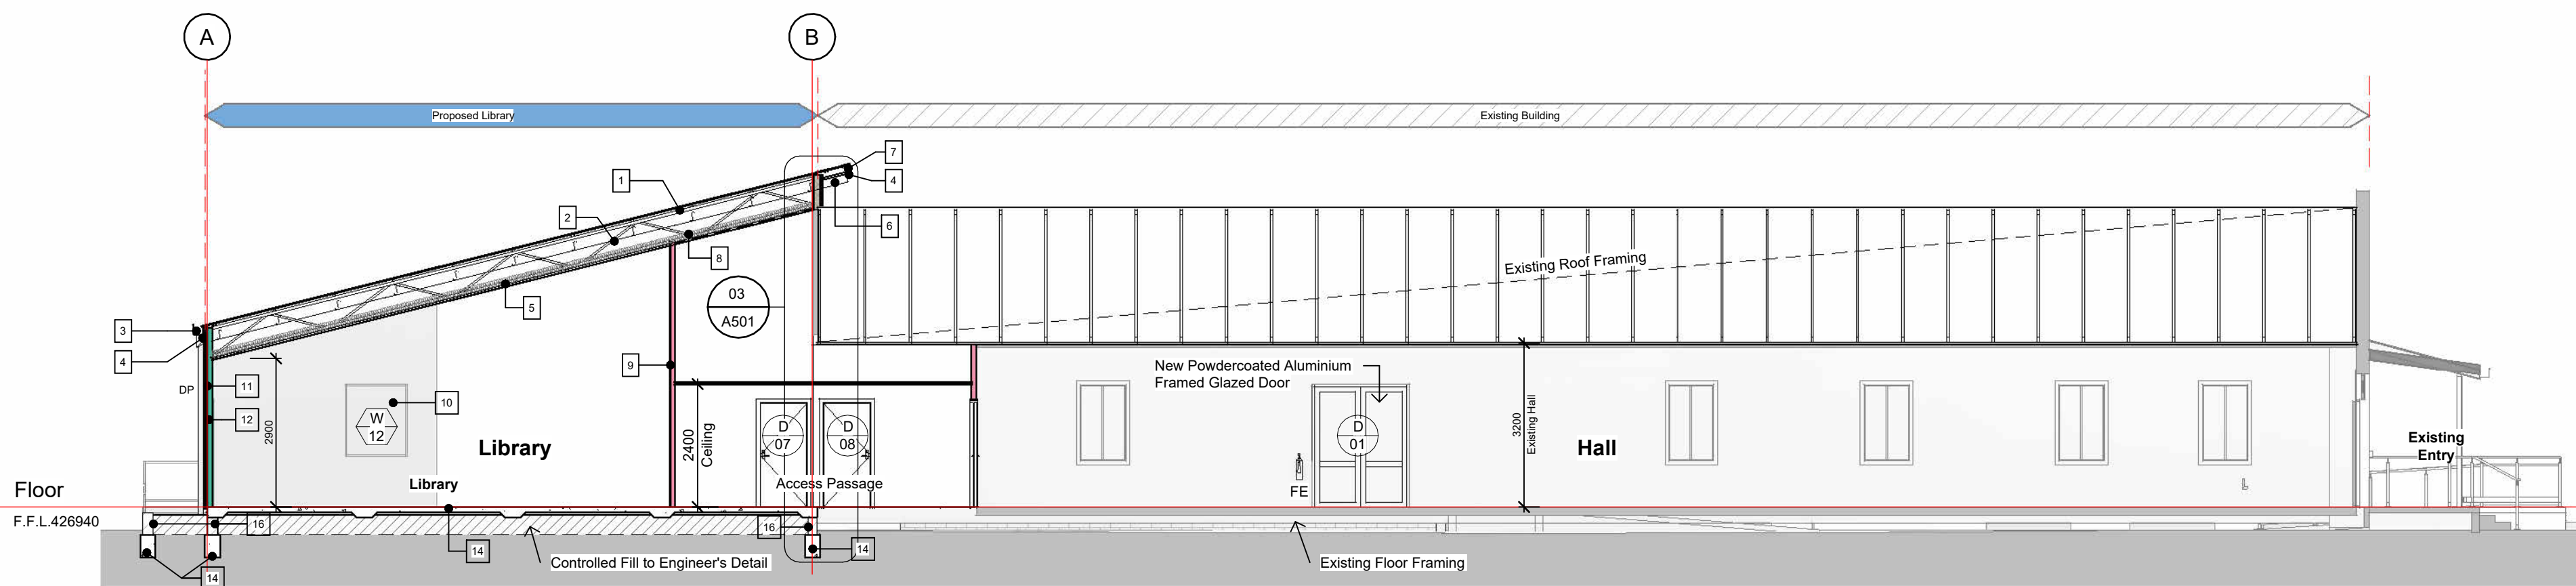 A
B
Proposed Library
Existing Building
7
1
4
2
6
8
Existing Roof Framing
03
A501
5
3
4
9
New Powdercoated Aluminium
Framed Glazed Door
DP
11
10
12
W
12
2900
Library
2400
Ceiling
D
07
D
08
D
01
3200
Existing Hall
Hall
Existing
Entry
Library
Access Passage
FE
Floor
F.F.L.426940
16
16
14
14
14
Controlled Fill to Engineer's Detail
Existing Floor Framing